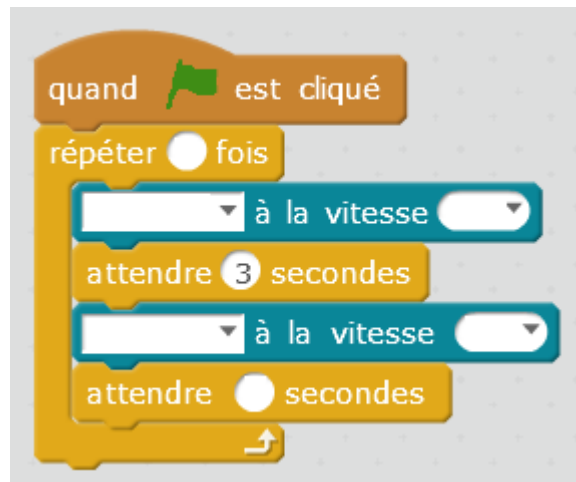 quand est cliqué
répéter fois
à la vitesse
attendre 3 secondes
à la vitesse
attendre secondes